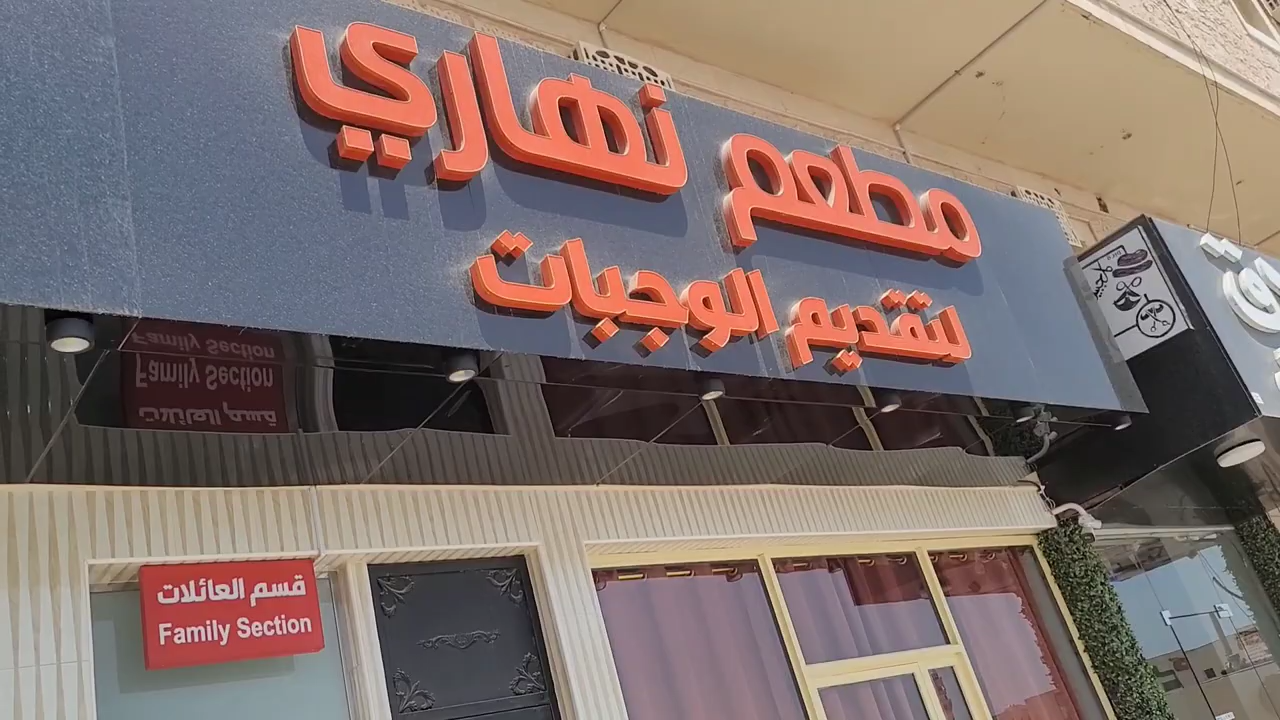 مطعم نهاري
لتقديم الوجبات
قسم العائلات
Family Section